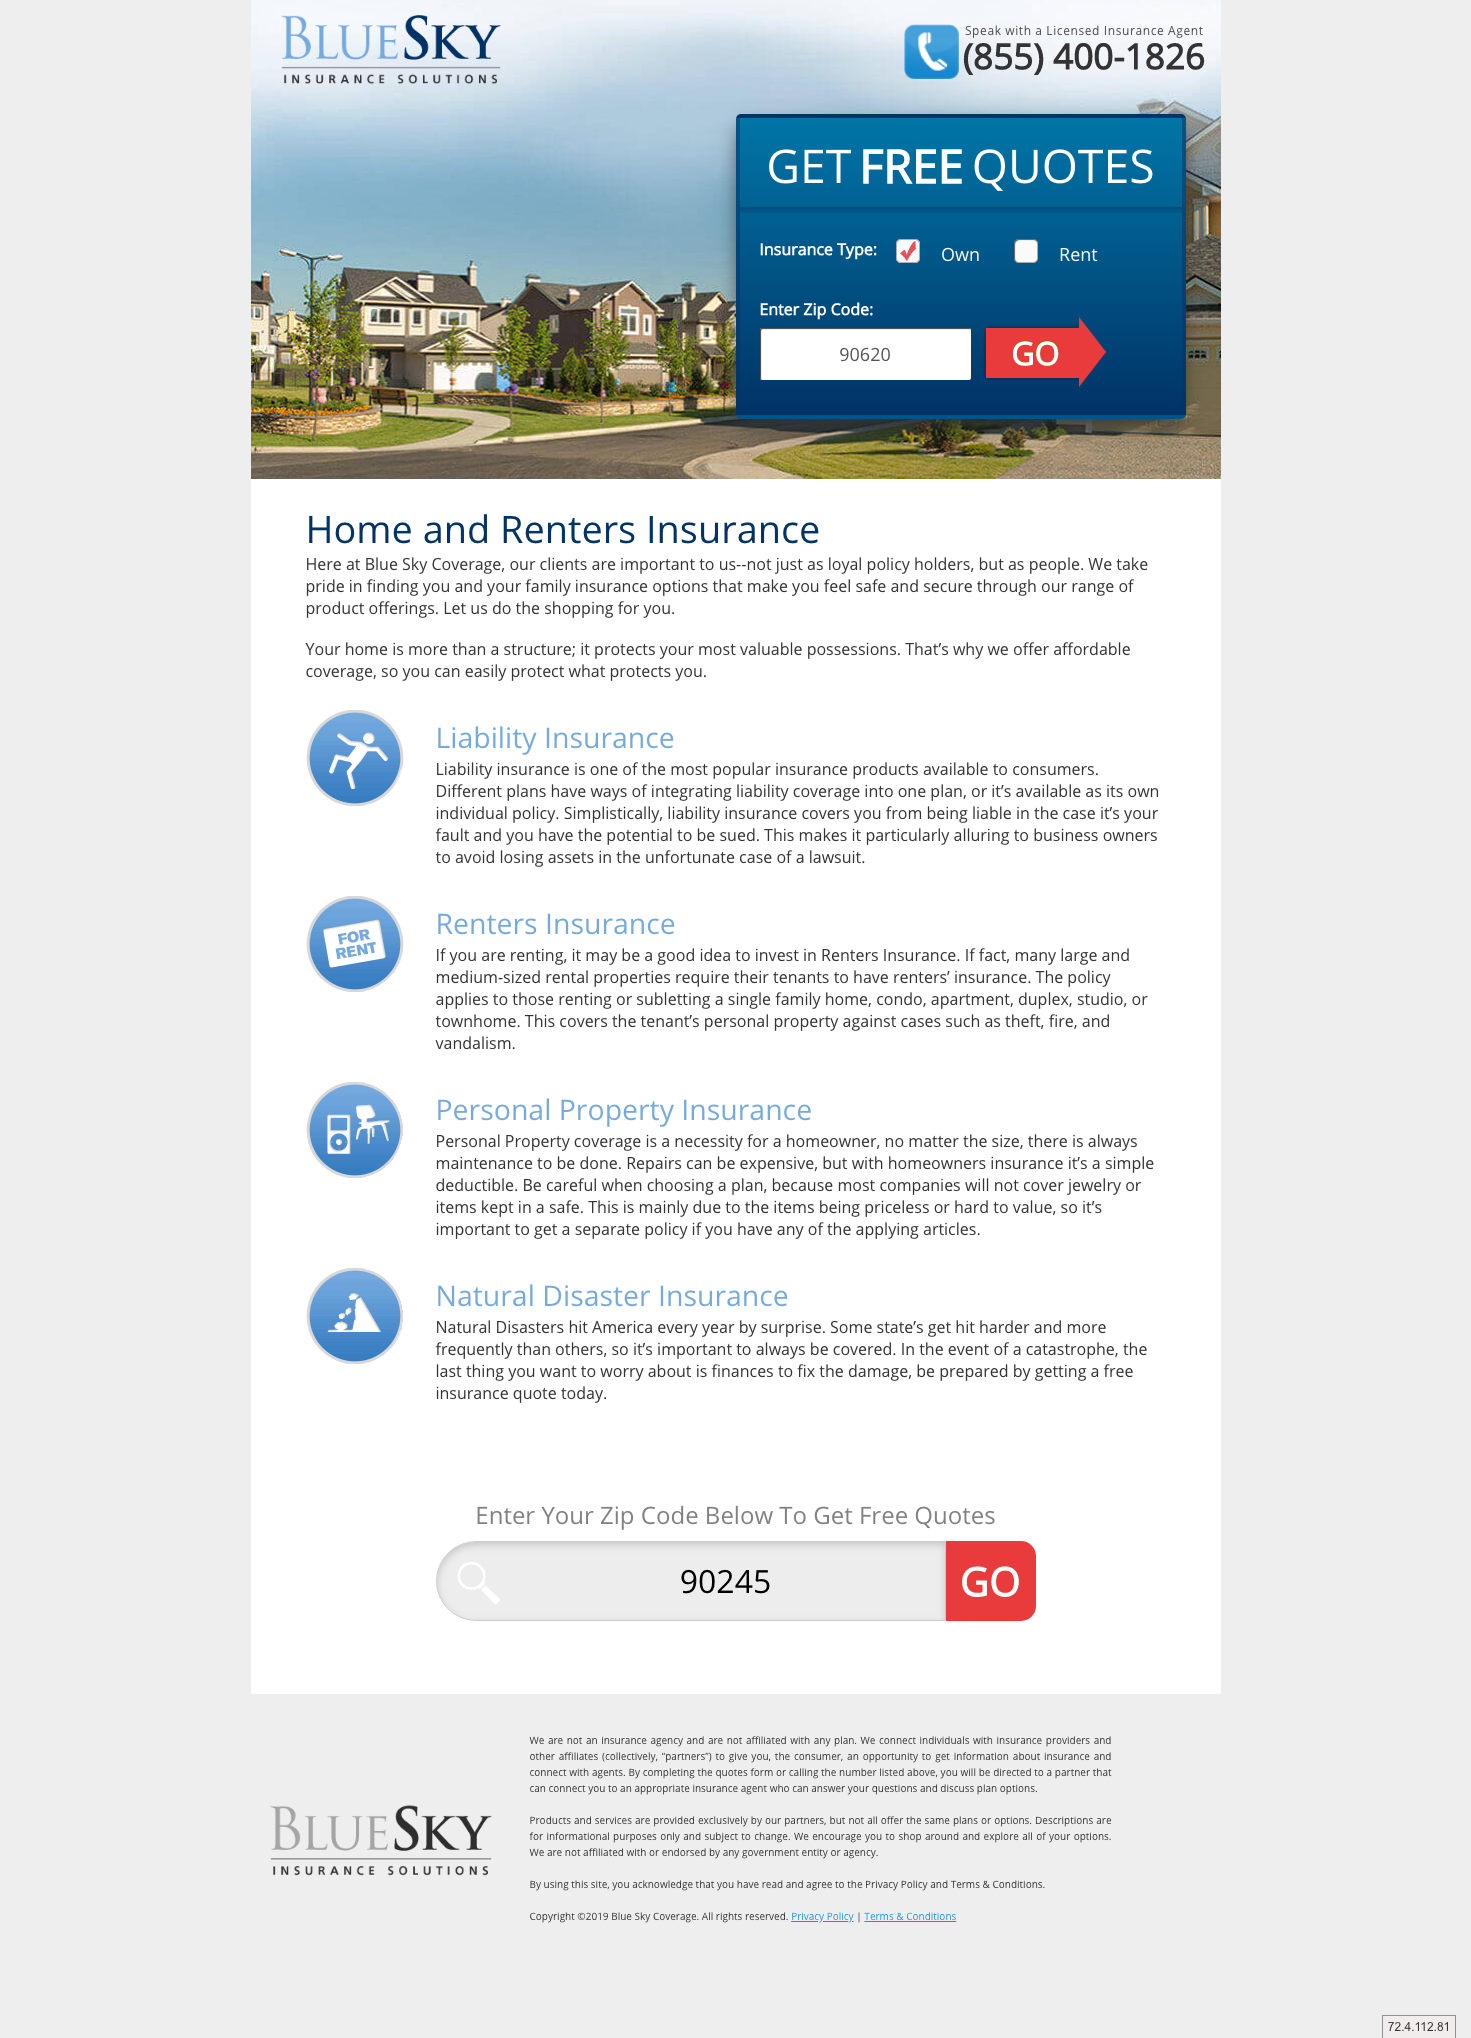 BLUESKY
INSURANCE SOLUTIONS
Speak with a Licensed Insurance Agent
(855) 400-1826
GET FREE QUOTES
Insurance Type: Own Rent
Enter Zip Code:
90620 GO
Home and Renters Insurance
Here at Blue Sky Coverage, our clients are important to us--not just as loyal policy holders, but as people. We take
pride in finding you and your family insurance options that make you feel safe and secure through our range of
product offerings. Let us do the shopping for you.
Your home is more than a structure; it protects your most valuable possessions. That’s why we offer affordable
coverage, so you can easily protect what protects you.
Liability Insurance
Liability insurance is one of the most popular insurance products available to consumers.
Different plans have ways of integrating liability coverage into one plan, or it’s available as its own
individual policy. Simplistically, liability insurance covers you from being liable in the case it’s your
fault and you have the potential to be sued. This makes it particularly alluring to business owners
to avoid losing assets in the unfortunate case of a lawsuit.
FOR
RENT
Renters Insurance
If you are renting, it may be a good idea to invest in Renters Insurance. If fact, many large and
medium-sized rental properties require their tenants to have renters’ insurance. The policy
applies to those renting or subletting a single family home, condo, apartment, duplex, studio, or
townhome. This covers the tenant’s personal property against cases such as theft, fire, and
vandalism.
Personal Property Insurance
Personal Property coverage is a necessity for a homeowner, no matter the size, there is always
maintenance to be done. Repairs can be expensive, but with homeowners insurance it’s a simple
deductible. Be careful when choosing a plan, because most companies will not cover jewelry or
items kept in a safe. This is mainly due to the items being priceless or hard to value, so it’s
important to get a separate policy if you have any of the applying articles.
Natural Disaster Insurance
Natural Disasters hit America every year by surprise. Some state’s get hit harder and more
frequently than others, so it’s important to always be covered. In the event of a catastrophe, the
last thing you want to worry about is finances to fix the damage, be prepared by getting a free
insurance quote today.
Enter Your Zip Code Below To Get Free Quotes
90245 GO
We are not an insurance agency and are not affiliated with any plan. We connect individuals with insurance providers and
other affiliates (collectively, “partners”) to give you, the consumer, an opportunity to get information about insurance and
connect with agents. By completing the quotes form or calling the number listed above, you will be directed to a partner that
can connect you to an appropriate insurance agent who can answer your questions and discuss plan options.
BLUESKY
INSURANCE SOLUTIONS
Products and services are provided exclusively by our partners, but not all offer the same plans or options. Descriptions are
for informational purposes only and subject to change. We encourage you to shop around and explore all of your options.
We are not affiliated with or endorsed by any government entity or agency.
By using this site, you acknowledge that you have read and agree to the Privacy Policy and Terms & Conditions.
Copyright ©2019 Blue Sky Coverage. All rights reserved. Privacy Policy | Terms & Conditions
72.4.112.81